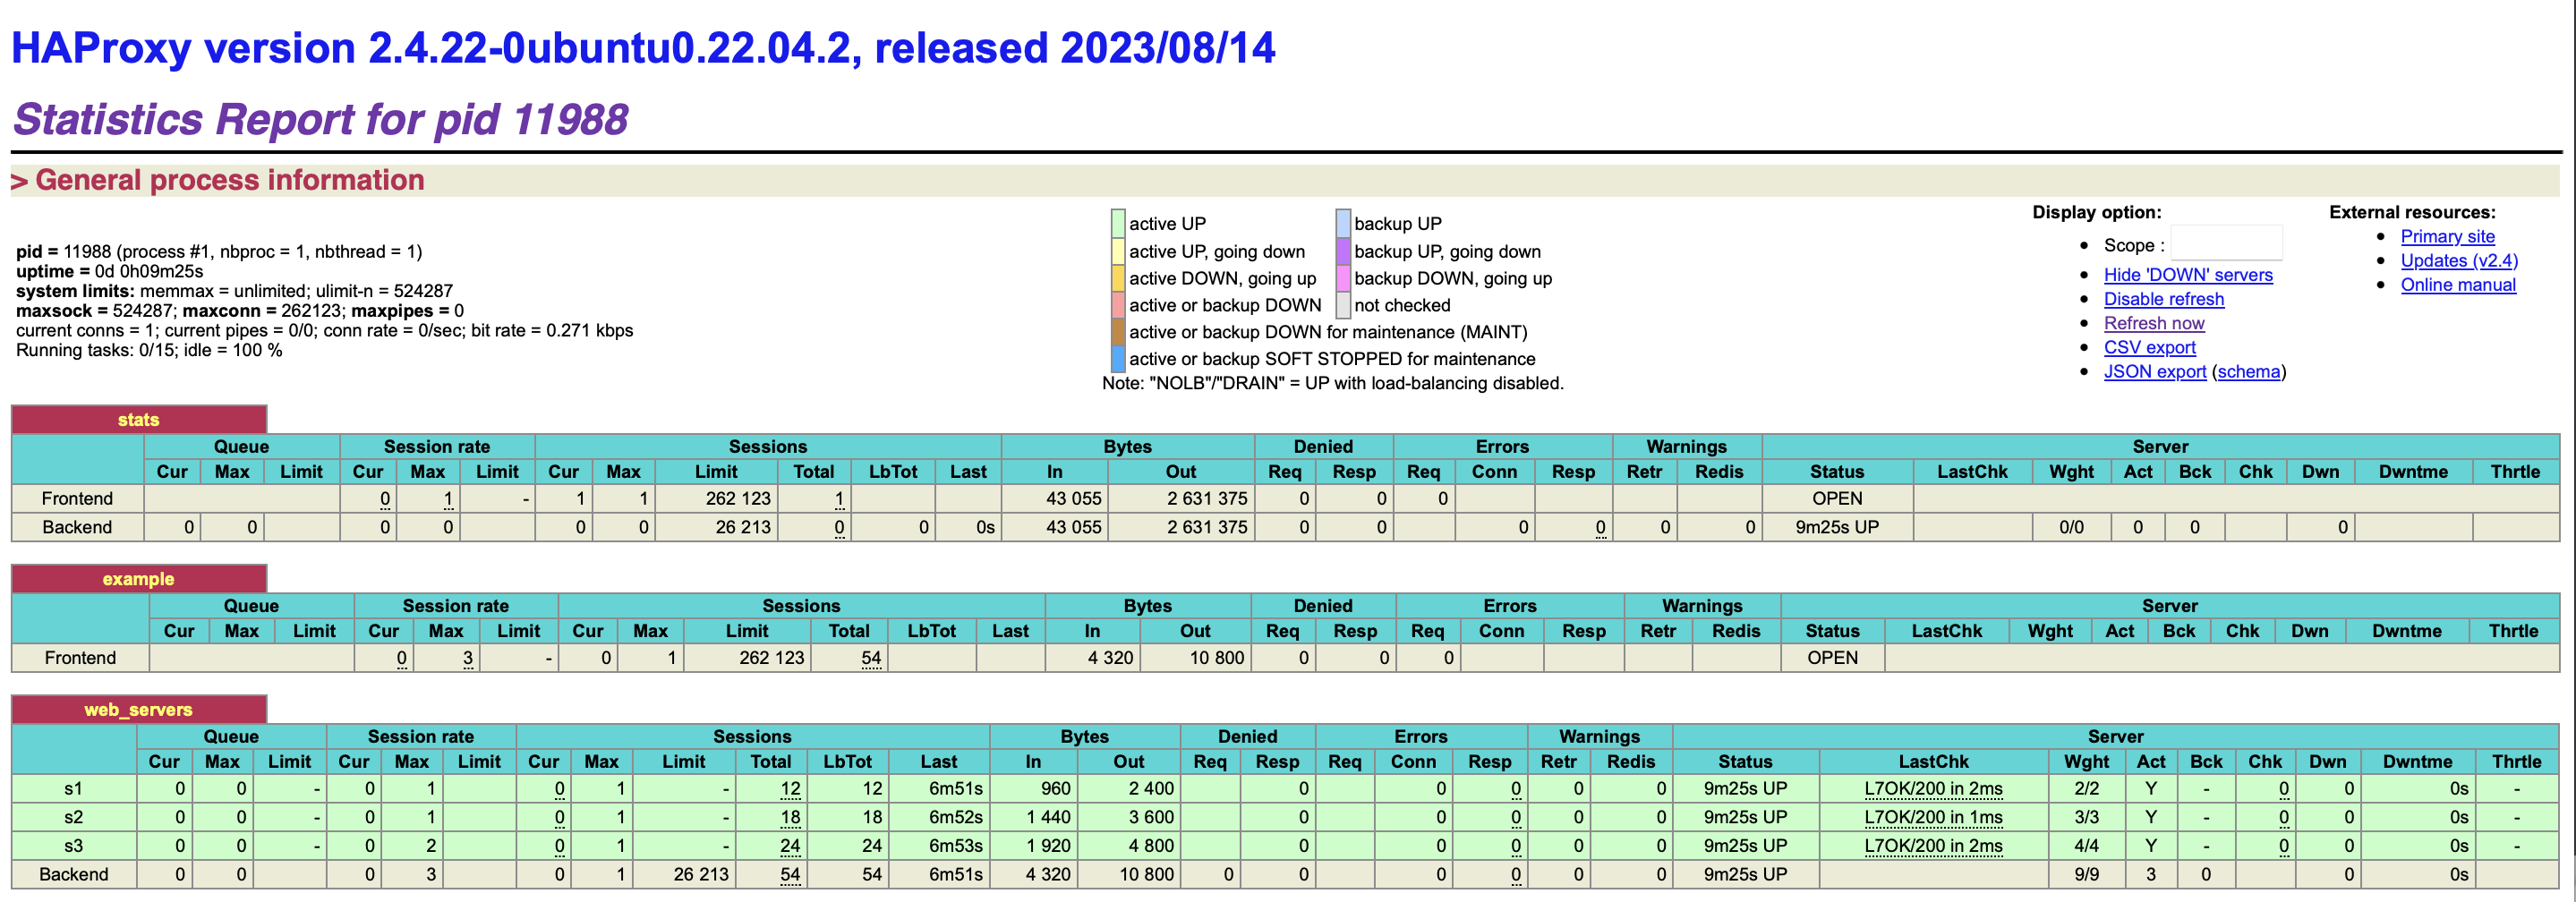 HAProxy version 2.4.22-0ubuntu0.22.04.2, released 2023/08/14
Statistics Report for pid 11988
> General process information
pid = 11988 (process #1, nbproc = 1, nbthread = 1)
uptime = 0d 0h09m25s
system limits: memmax = unlimited; ulimit-n = 524287
maxsock = 524287; maxconn = 262123; maxpipes = 0
current conns = 1; current pipes = 0/0; conn rate = 0/sec; bit rate = 0.271 kbps
Running tasks: 0/15; idle = 100 %
active UP backup UP
active UP, going down backup UP, going down
active DOWN, going up backup DOWN, going up
active or backup DOWN not checked
active or backup DOWN for maintenance (MAINT)
active or backup SOFT STOPPED for maintenance
Note: "NOLB"/"DRAIN" = UP with load-balancing disabled.
Display option:
Scope :
Hide 'DOWN' servers
Disable refresh
Refresh now
CSV export
JSON export (schema)
External resources:
Primary site
Updates (v2.4)
Online manual
stats
Queue Session rate Sessions Bytes Denied Errors Warnings Server
Cur Max Limit Cur Max Limit Cur Max Limit Total LbTot Last In Out Req Resp Req Conn Resp Retr Redis Status LastChk Wght Act Bck Chk Dwn Dwntme Thrtle
Frontend 0 1 - 1 1 262 123 1 43 055 2 631 375 0 0 0 OPEN
Backend 0 0 0 0 0 0 26 213 0 0 0s 43 055 2 631 375 0 0 0 0 0 0 9m25s UP 0/0 0 0 0
example
Queue Session rate Sessions Bytes Denied Errors Warnings Server
Cur Max Limit Cur Max Limit Cur Max Limit Total LbTot Last In Out Req Resp Req Conn Resp Retr Redis Status LastChk Wght Act Bck Chk Dwn Dwntme Thrtle
Frontend 0 3 - 0 1 262 123 54 4 320 10 800 0 0 0 OPEN
web_servers
Queue Session rate Sessions Bytes Denied Errors Warnings Server
Cur Max Limit Cur Max Limit Cur Max Limit Total LbTot Last In Out Req Resp Req Conn Resp Retr Redis Status LastChk Wght Act Bck Chk Dwn Dwntme Thrtle
s1 0 0 - 0 1 0 1 - 12 12 6m51s 960 2 400 0 0 0 0 0 9m25s UP L7OK/200 in 2ms 2/2 Y - 0 0 0s -
s2 0 0 - 0 1 0 1 - 18 18 6m52s 1 440 3 600 0 0 0 0 0 9m25s UP L7OK/200 in 1ms 3/3 Y - 0 0 0s -
s3 0 0 - 0 2 0 1 - 24 24 6m53s 1 920 4 800 0 0 0 0 0 9m25s UP L7OK/200 in 2ms 4/4 Y - 0 0 0s -
Backend 0 0 0 3 0 1 26 213 54 54 6m51s 4 320 10 800 0 0 0 0 0 0 9m25s UP 9/9 3 0 0 0s